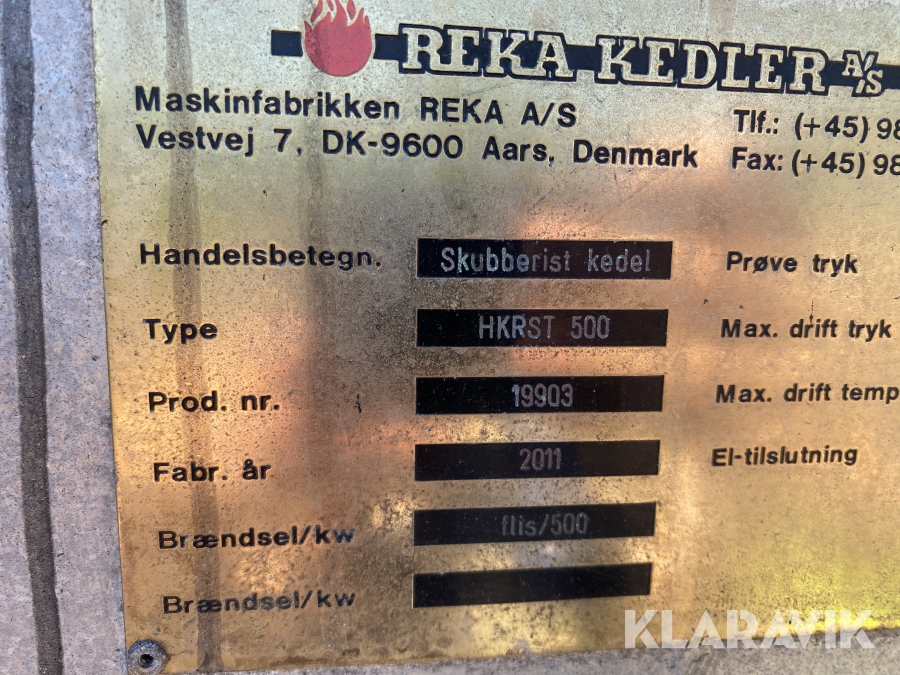 REKA KEDLER A/S
Maskinfabrikken REKA A/S Tlf.: (+45) 98
Vestvej 7, DK-9600 Aars, Denmark Fax: (+45) 98
Handelsbetegn. Skubberist kedel Prøve tryk
Type HKRST 500 Max. drift tryk
Prod. nr. 19903 Max. drift temp
Fabr. år 2011 El-tilslutning
Brændsel/kw flis/500
Brændsel/kw
KLARAVIK